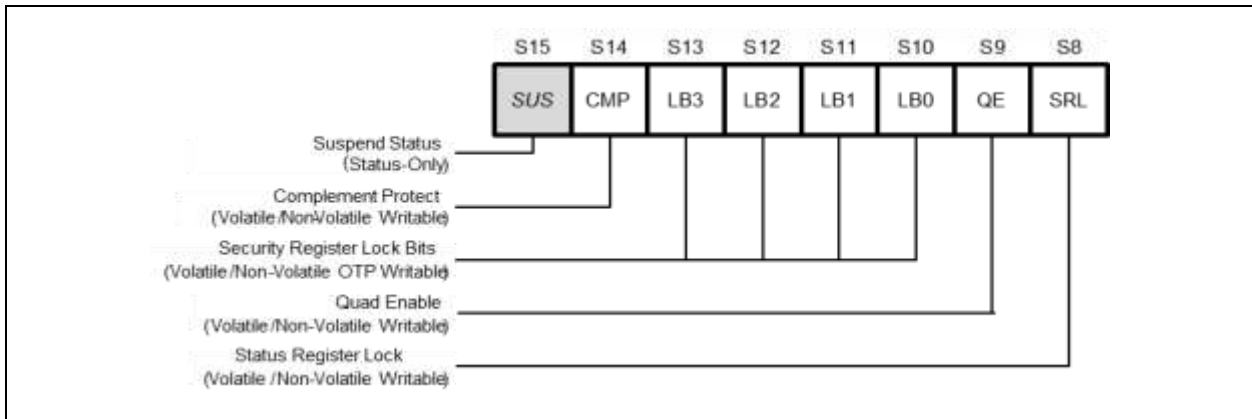 S15 S14 S13 S12 S11 S10 S9 S8
SUS CMP LB3 LB2 LB1 LB0 QE SRL
Suspend Status
(Status-Only)
Complement Protect
(Volatile/Non-Volatile Writable)
Security Register Lock Bits
(Volatile/Non-Volatile OTP Writable)
Quad Enable
(Volatile/Non-Volatile Writable)
Status Register Lock
(Volatile/Non-Volatile Writable)